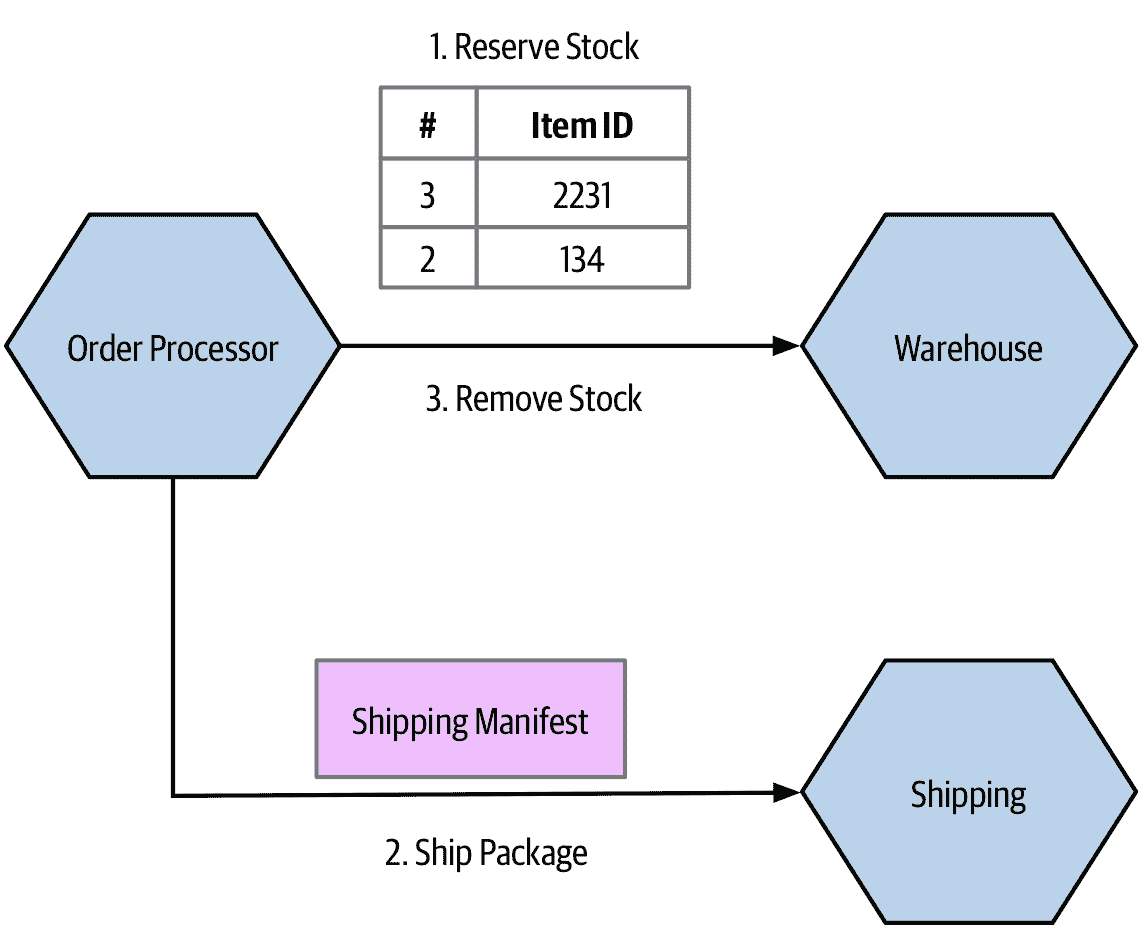 1. Reserve Stock
# Item ID
3 2231
2 134
Order Processor
Warehouse
3. Remove Stock
Shipping Manifest
Shipping
2. Ship Package